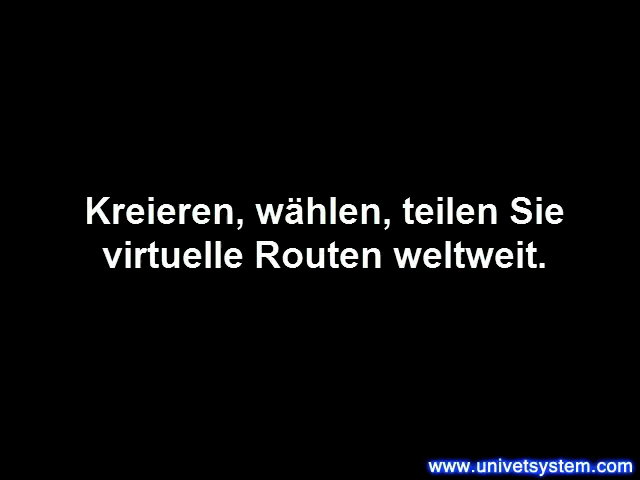 Kreieren, wählen, teilen Sie
virtuelle Routen weltweit.
www.univetsystem.com